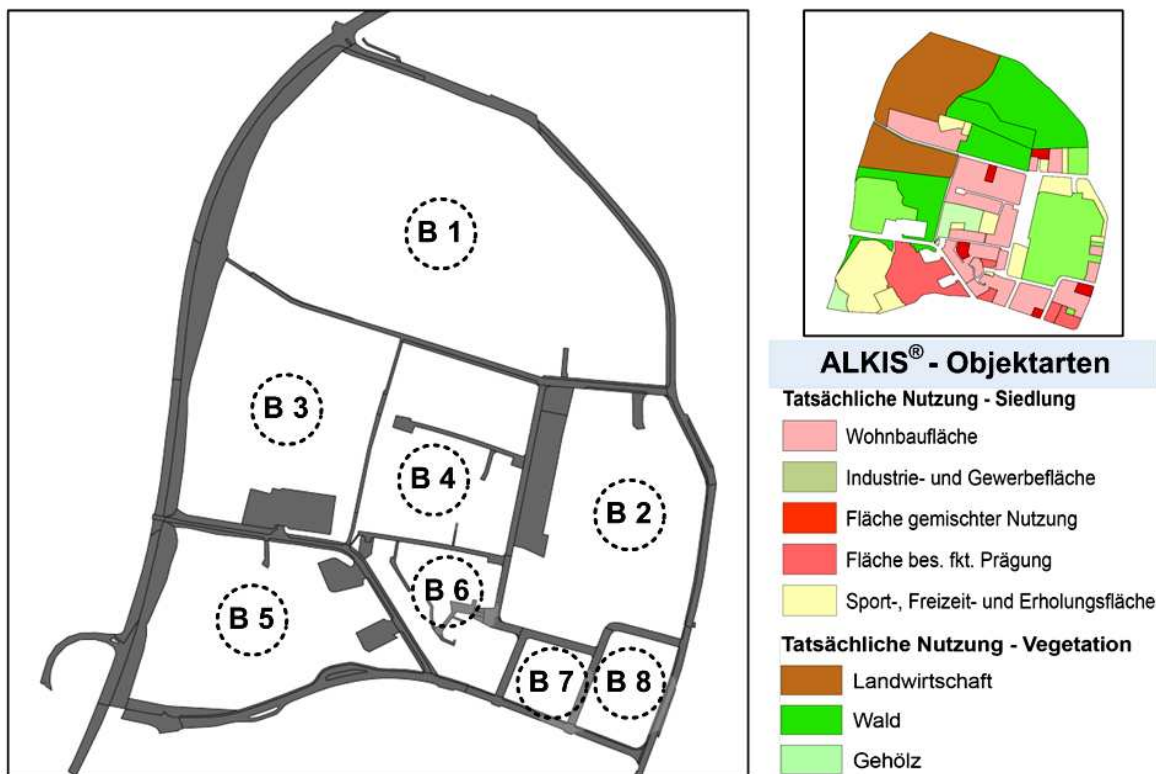 B 1
B 3
B 4
B 2
B 6
B 5
B 7
B 8
ALKIS® - Objektarten
Tatsächliche Nutzung - Siedlung
Wohnbaufläche
Industrie- und Gewerbefläche
Fläche gemischter Nutzung
Fläche bes. fkt. Prägung
Sport-, Freizeit- und Erholungsfläche
Tatsächliche Nutzung - Vegetation
Landwirtschaft
Wald
Gehölz